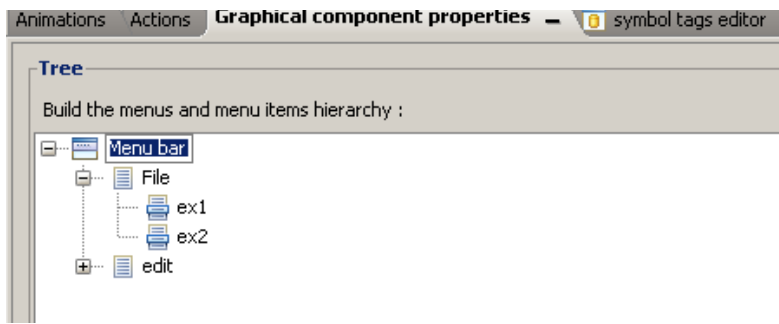 Animations Actions Graphical component properties symbol tags editor
Tree
Build the menus and menu items hierarchy :
Menu bar
File
ex1
ex2
edit